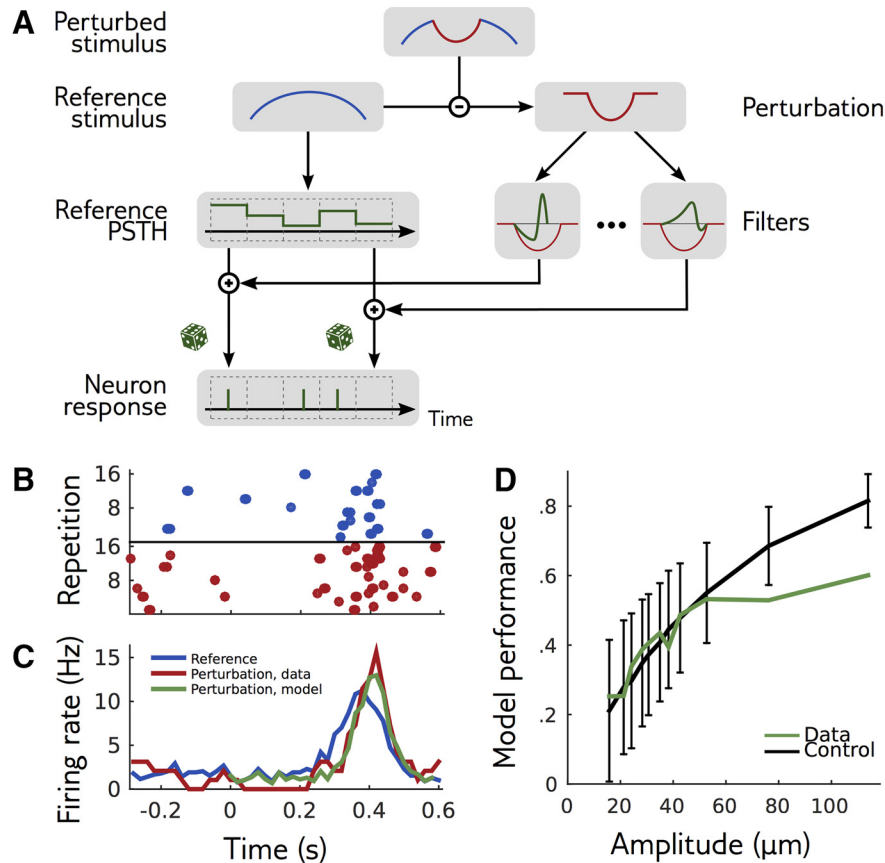 A
Perturbed
stimulus
Reference
stimulus
Perturbation
Reference
PSTH
Filters
Neuron
response
Time
B
Repetition
16
8
16
8
C
Firing rate (Hz)
15
10
5
0
Reference
Perturbation, data
Perturbation, model
-0.2
0
0.2
0.4
0.6
Time (s)
D
Model performance
.8
.6
.4
.2
0
Data
Control
0
20
40
60
80
100
Amplitude (μm)